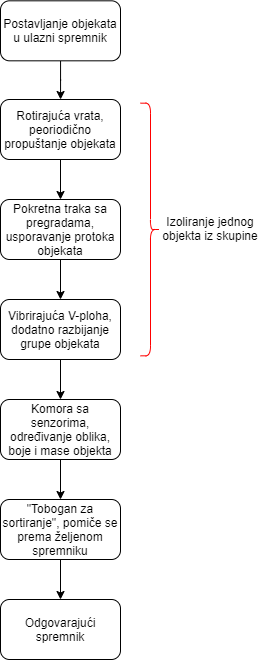 Postavljanje objekata
u ulazni spremnik
Rotirajuća vrata,
peoriodično
propuštanje objekata
Pokretna traka sa
pregradama,
usporavanje protoka
objekata
Izoliranje jednog
objekta iz skupine
Vibrirajuća V-ploha,
dodatno razbijanje
grupe objekata
Komora sa
senzorima,
određivanje oblika,
boje i mase objekta
"Tobogan za
sortiranje", pomiče se
prema željenom
spremniku
Odgovarajući
spremnik